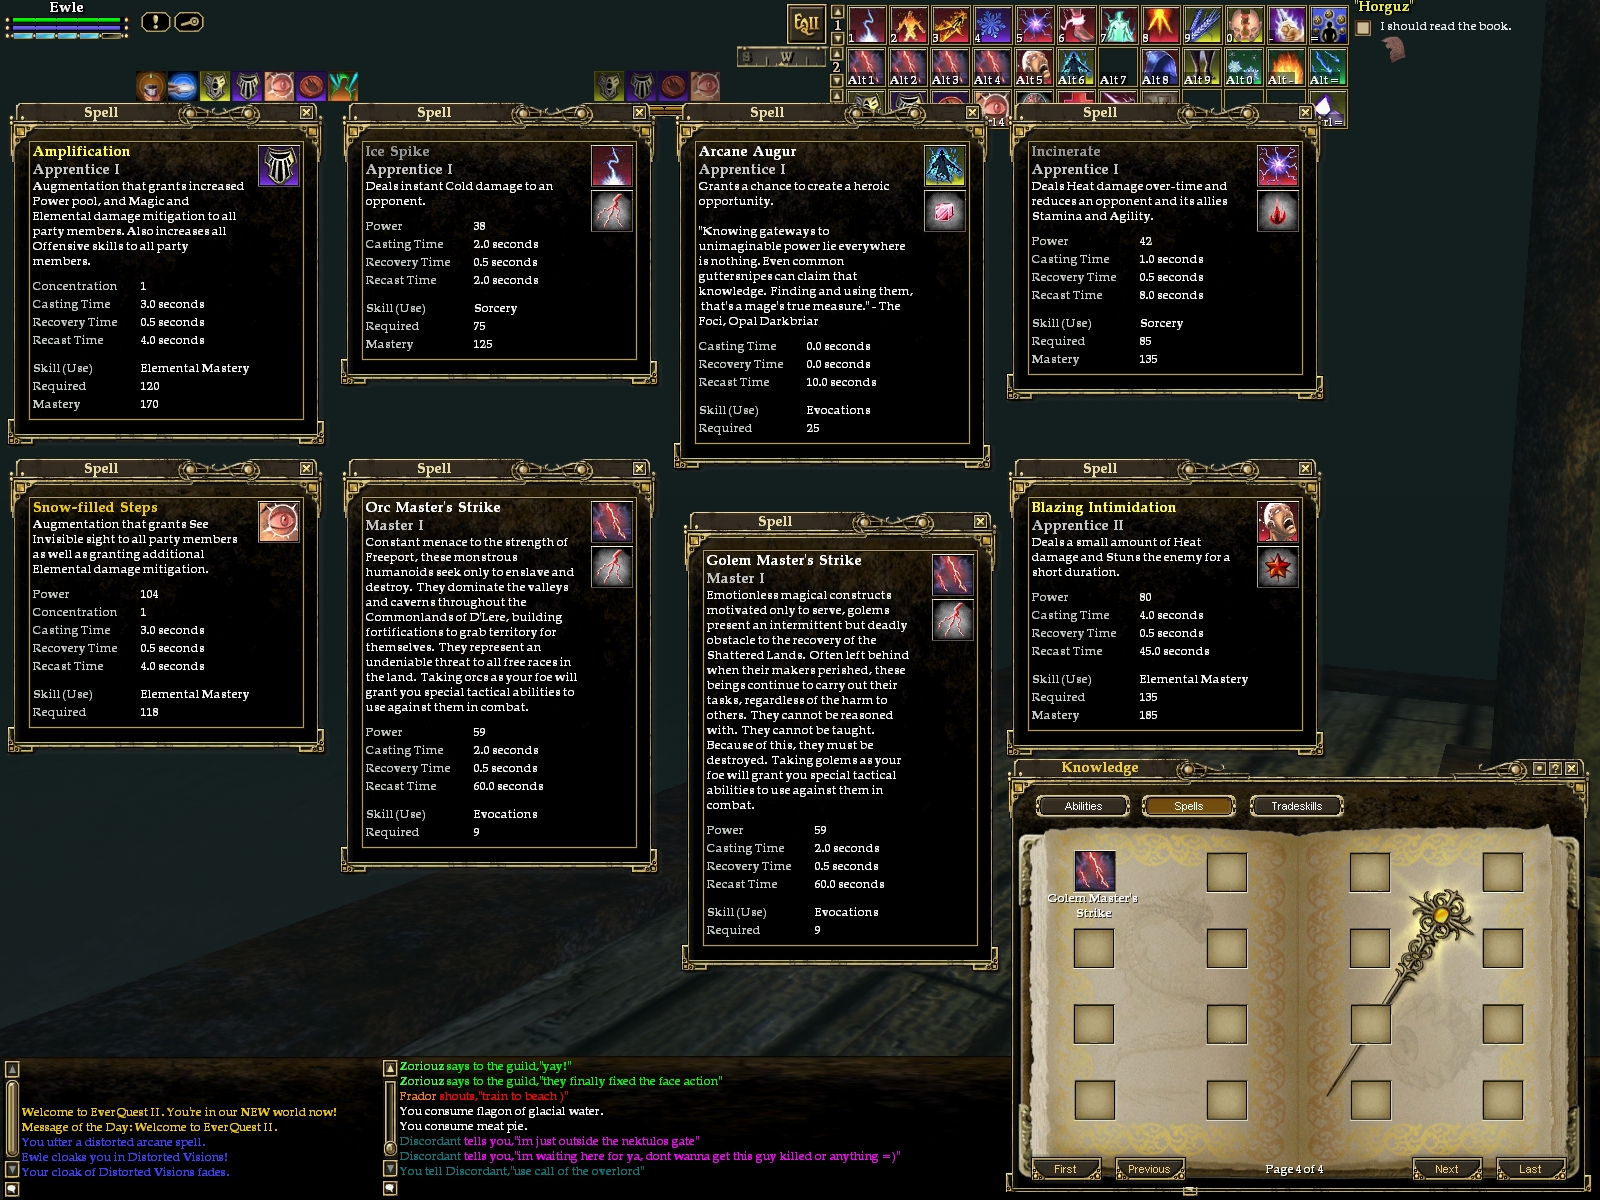 Ewle
EQII
1
2
S W
1 2 3 4 5 6 7 8 9 0 - =
Alt1 Alt2 Alt3 Alt4 Alt5 Alt6 Alt7 Alt8 Alt9 Alt0 Alt- Alt=
"Horguz"
I should read the book.
Spell
Amplification
Apprentice I
Augmentation that grants increased
Power pool, and Magic and
Elemental damage mitigation to all
party members. Also increases all
Offensive skills to all party
members.
Concentration 1
Casting Time 3.0 seconds
Recovery Time 0.5 seconds
Recast Time 4.0 seconds
Skill (Use) Elemental Mastery
Required 120
Mastery 170
Spell
Ice Spike
Apprentice I
Deals instant Cold damage to an
opponent.
Power 38
Casting Time 2.0 seconds
Recovery Time 0.5 seconds
Recast Time 2.0 seconds
Skill (Use) Sorcery
Required 75
Mastery 125
Spell
Arcane Augur
Apprentice I
Grants a chance to create a heroic
opportunity.
"Knowing gateways to
unimaginable power lie everywhere
is nothing. Even common
guttersnipes can claim that
knowledge. Finding and using them,
that's a mage's true measure." - The
Foci, Opal Darkbriar
Casting Time 0.0 seconds
Recovery Time 0.0 seconds
Recast Time 10.0 seconds
Skill (Use) Evocations
Required 25
Spell
Incinerate
Apprentice I
Deals Heat damage over-time and
reduces an opponent and its allies
Stamina and Agility.
Power 42
Casting Time 1.0 seconds
Recovery Time 0.5 seconds
Recast Time 8.0 seconds
Skill (Use) Sorcery
Required 85
Mastery 135
Spell
Snow-filled Steps
Augmentation that grants See
Invisible sight to all party members
as well as granting additional
Elemental damage mitigation.
Power 104
Concentration 1
Casting Time 3.0 seconds
Recovery Time 0.5 seconds
Recast Time 4.0 seconds
Skill (Use) Elemental Mastery
Required 118
Spell
Orc Master's Strike
Master I
Constant menace to the strength of
Freeport, these monstrous
humanoids seek only to enslave and
destroy. They dominate the valleys
and caverns throughout the
Commonlands of D'Lere, building
fortifications to grab territory for
themselves. They represent an
undeniable threat to all free races in
the land. Taking orcs as your foe will
grant you special tactical abilities to
use against them in combat.
Power 59
Casting Time 2.0 seconds
Recovery Time 0.5 seconds
Recast Time 60.0 seconds
Skill (Use) Evocations
Required 9
Spell
Golem Master's Strike
Master I
Emotionless magical constructs
motivated only to serve, golems
present an intermittent but deadly
obstacle to the recovery of the
Shattered Lands. Often left behind
when their makers perished, these
beings continue to carry out their
tasks, regardless of the harm to
others. They cannot be reasoned
with. They cannot be taught.
Because of this, they must be
destroyed. Taking golems as your
foe will grant you special tactical
abilities to use against them in
combat.
Power 59
Casting Time 2.0 seconds
Recovery Time 0.5 seconds
Recast Time 60.0 seconds
Skill (Use) Evocations
Required 9
Spell
Blazing Intimidation
Apprentice II
Deals a small amount of Heat
damage and Stuns the enemy for a
short duration.
Power 80
Casting Time 4.0 seconds
Recovery Time 0.5 seconds
Recast Time 45.0 seconds
Skill (Use) Elemental Mastery
Required 135
Mastery 185
Knowledge
Abilities Spells Tradeskills
Golem Master's
Strike
First Previous Page 4 of 4 Next Last
Welcome to EverQuest II. You're in our NEW world now!
Message of the Day: Welcome to EverQuest II.
You utter a distorted arcane spell.
Ewle cloaks you in Distorted Visions!
Your cloak of Distorted Visions fades.
Zoriouz says to the guild,"yay!"
Zoriouz says to the guild,"they finally fixed the face action"
Frador shouts,"train to beach )"
You consume flagon of glacial water.
You consume meat pie.
Discordant tells you,"im just outside the nektulos gate"
Discordant tells you,"im waiting here for ya, dont wanna get this guy killed or anything =)"
You tell Discordant,"use call of the overlord"